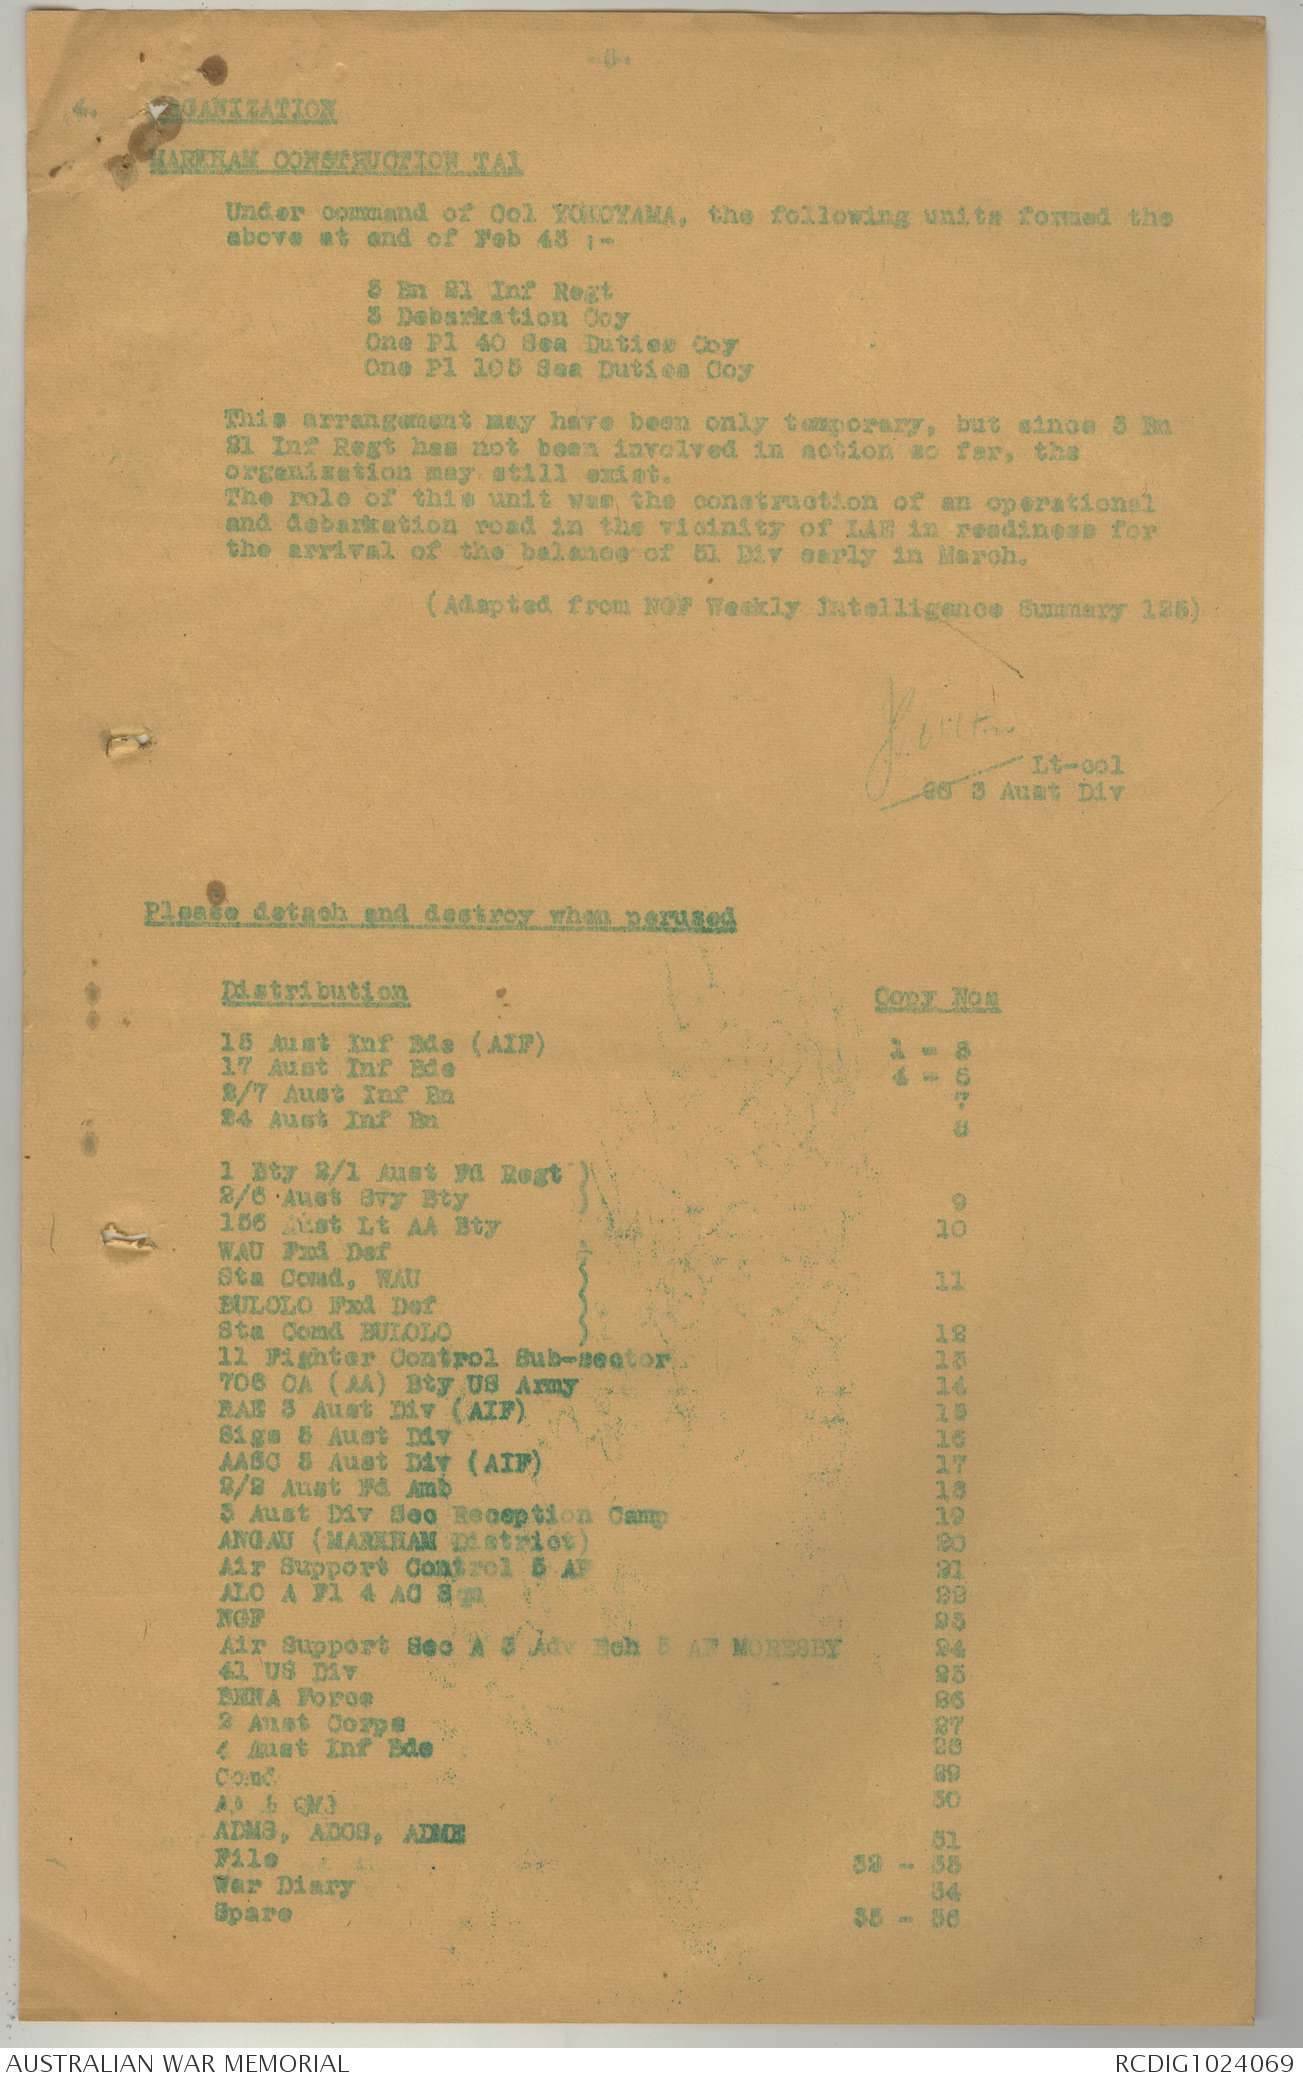 4. ORGANIZATION
MARKHAM CONSTRUCTION TAI
Under command of Col YOKOYAMA, the following units formed the
above at end of Feb 43 ;-
3 Bn 21 Inf Regt
3 Debarkation Coy
One Pl 40 Sea Duties Coy
One Pl 105 Sea Duties Coy
This arrangement may have been only temporary, but since 3 Bn
21 Inf Regt has not been involved in action so far, the
organization may still exist.
The role of this unit was the construction of an operational
and debarkation road in the vicinity of LAE in readiness for
the arrival of the balance of 51 Div early in March.
(Adapted from NGF Weekly Intelligence Summary 125)
Lt-col
GS 3 Aust Div
Please detach and destroy when perused
Distribution Copy Nos
15 Aust Inf Bde (AIF) 1 - 3
17 Aust Inf Bde 4 - 6
2/7 Aust Inf Bn 7
24 Aust Inf Bn 8
1 Bty 2/1 Aust Fd Regt )
2/6 Aust Svy Bty ) 9
156 Aust Lt AA Bty 10
WAU Fxd Def )
Sta Comd, WAU ) 11
BULOLO Fxd Def )
Sta Comd BULOLO ) 12
11 Fighter Control Sub-sector 13
706 CA (AA) Bty US Army 14
RAE 3 Aust Div (AIF) 15
Sigs 3 Aust Div 16
AASC 3 Aust Div (AIF) 17
2/2 Aust Fd Amb 18
3 Aust Div Sec Reception Camp 19
ANGAU (MARKHAM District) 20
Air Support Control 5 AF 21
ALO A Fl 4 AC Sqn 22
NGF 23
Air Support Sec A 3 Adv Ech 5 AF MORESBY 24
41 US Div 25
BENA Force 26
2 Aust Corps 27
4 Aust Inf Bde 28
Comd 29
AA & QMG 30
ADMS, ADOS, ADME 31
File 32 - 33
War Diary 34
Spare 35 - 36
AUSTRALIAN WAR MEMORIAL RCDIG1024069